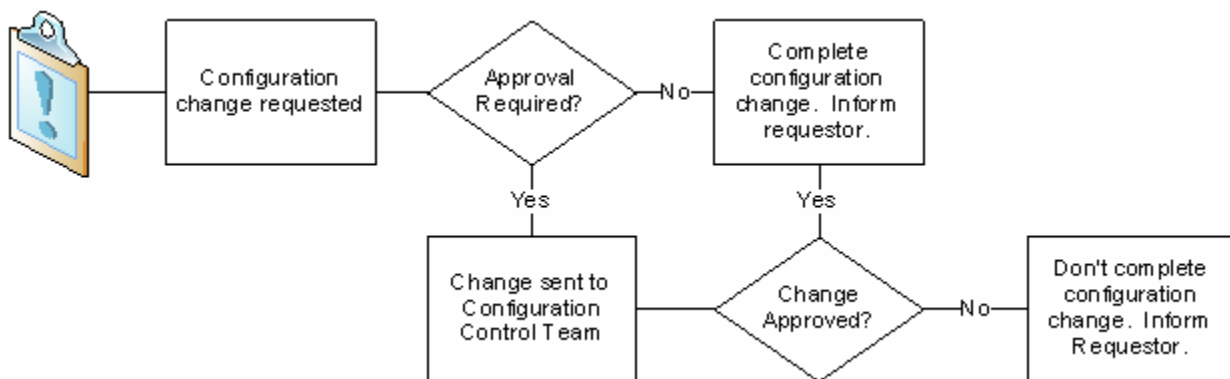 Configuration
change requested
Approval
Required?
No
Complete
configuration
change. Inform
requestor.
Yes
Yes
Change sent to
Configuration
Control Team
Change
Approved?
No
Don't complete
configuration
change. Inform
Requestor.